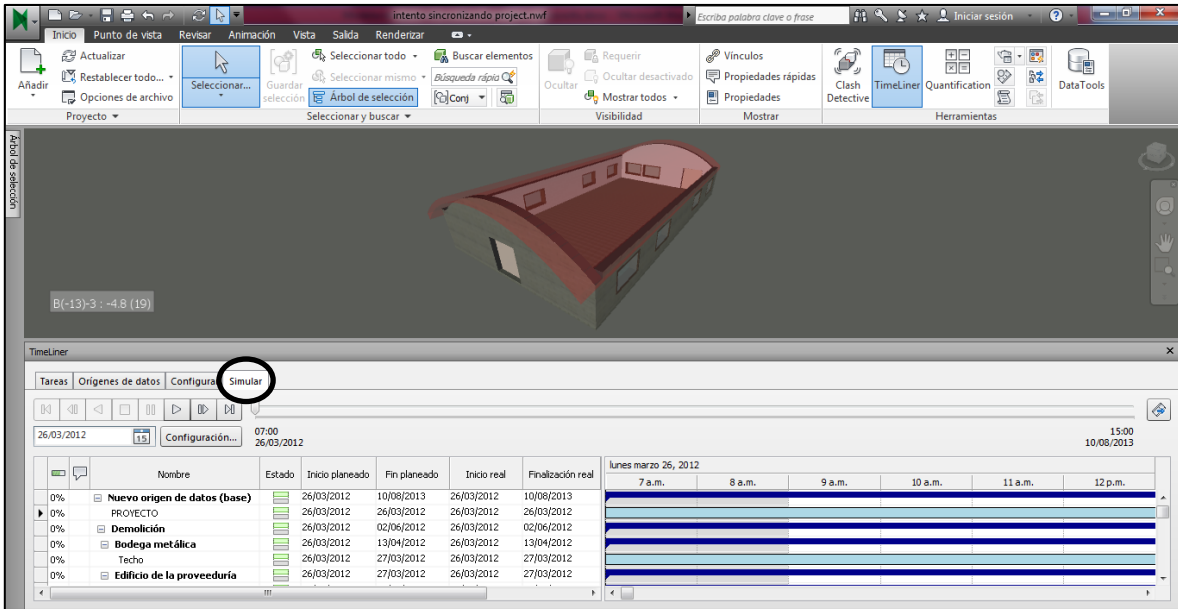 intento sincronizando project.nwf
Escriba palabra clave o frase
Iniciar sesión
Inicio Punto de vista Revisar Animación Vista Salida Renderizar
Añadir
Actualizar
Restablecer todo...
Opciones de archivo
Proyecto
Seleccionar...
Guardar selección
Seleccionar todo
Seleccionar mismo
Árbol de selección
Buscar elementos
Búsqueda rápia
Conj
Seleccionar y buscar
Ocultar
Requerir
Ocultar desactivado
Mostrar todos
Visibilidad
Vínculos
Propiedades rápidas
Propiedades
Mostrar
Clash Detective
TimeLiner
Quantification
Herramientas
DataTools
Árbol de selección
B(-13)-3 : -4.8 (19)
TimeLiner
Tareas Orígenes de datos Configura Simular
26/03/2012 15 Configuración...
07:00
26/03/2012
15:00
10/08/2013
Nombre Estado Inicio planeado Fin planeado Inicio real Finalización real
lunes marzo 26, 2012
7 a.m. 8 a.m. 9 a.m. 10 a.m. 11 a.m. 12 p.m.
0% Nuevo origen de datos (base) 26/03/2012 10/08/2013 26/03/2012 10/08/2013
0% PROYECTO 26/03/2012 26/03/2012 26/03/2012 26/03/2012
0% Demolición 26/03/2012 02/06/2012 26/03/2012 02/06/2012
0% Bodega metálica 26/03/2012 13/04/2012 26/03/2012 13/04/2012
0% Techo 26/03/2012 27/03/2012 26/03/2012 27/03/2012
0% Edificio de la proveeduría 26/03/2012 27/03/2012 26/03/2012 27/03/2012